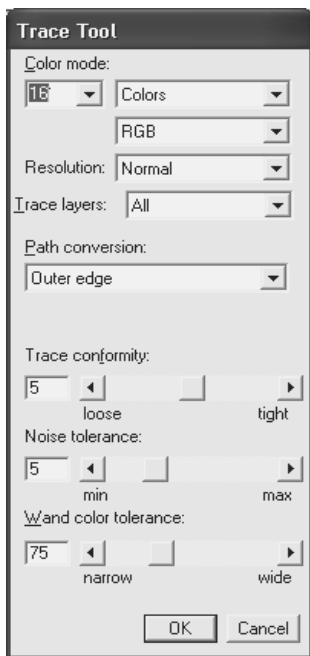 Trace Tool
Color mode:
16 Colors
RGB
Resolution: Normal
Trace layers: All
Path conversion:
Outer edge
Trace conformity:
5
loose tight
Noise tolerance:
5
min max
Wand color tolerance:
75
narrow wide
OK Cancel